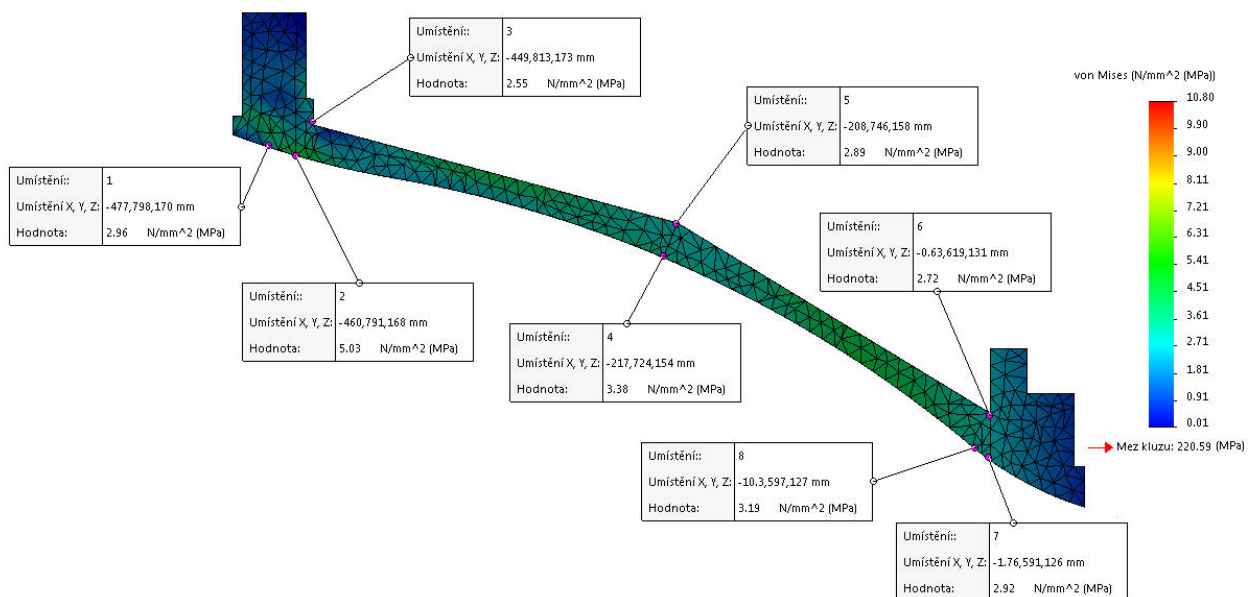 Umístění:: 3
Umístění X, Y, Z: -449,813,173 mm
Hodnota: 2.55 N/mm^2 (MPa)
von Mises (N/mm^2 (MPa))
10.80
9.90
9.00
8.11
7.21
6.31
5.41
4.51
3.61
2.71
1.81
0.91
0.01
Mez kluzu: 220.59 (MPa)
Umístění:: 5
Umístění X, Y, Z: -208,746,158 mm
Hodnota: 2.89 N/mm^2 (MPa)
Umístění:: 1
Umístění X, Y, Z: -477,798,170 mm
Hodnota: 2.96 N/mm^2 (MPa)
Umístění:: 6
Umístění X, Y, Z: -0.63,619,131 mm
Hodnota: 2.72 N/mm^2 (MPa)
Umístění:: 2
Umístění X, Y, Z: -460,791,168 mm
Hodnota: 5.03 N/mm^2 (MPa)
Umístění:: 4
Umístění X, Y, Z: -217,724,154 mm
Hodnota: 3.38 N/mm^2 (MPa)
Umístění:: 8
Umístění X, Y, Z: -10.3,597,127 mm
Hodnota: 3.19 N/mm^2 (MPa)
Umístění:: 7
Umístění X, Y, Z: -1.76,591,126 mm
Hodnota: 2.92 N/mm^2 (MPa)